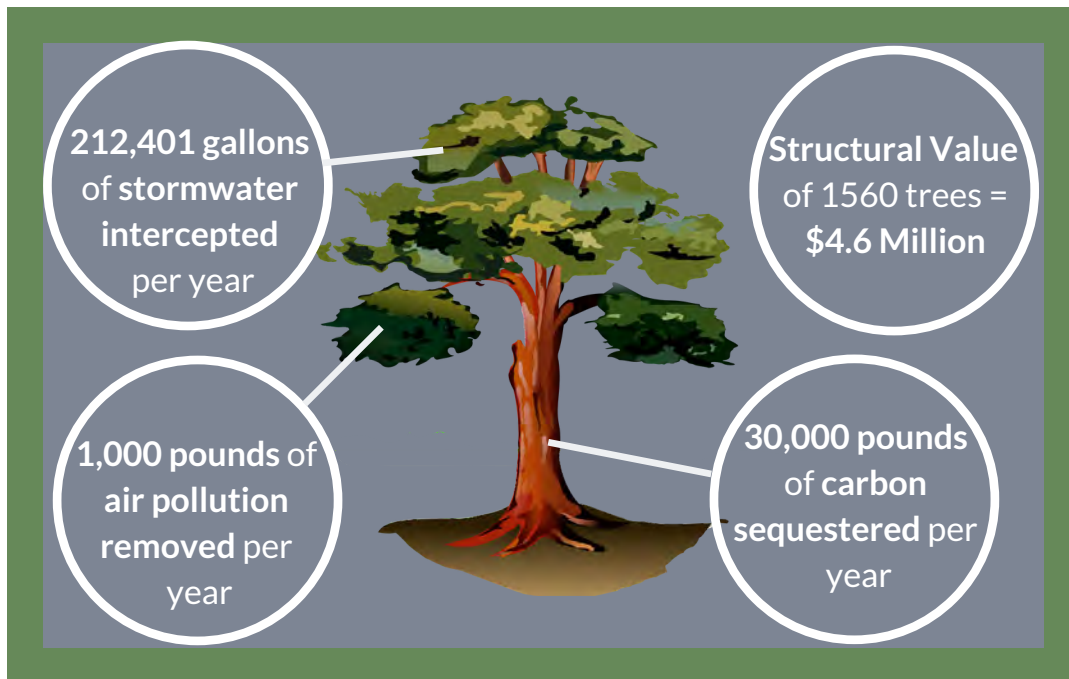 212,401 gallons
of stormwater
intercepted
per year
Structural Value
of 1560 trees =
$4.6 Million
1,000 pounds of
air pollution
removed per
year
30,000 pounds
of carbon
sequestered per
year